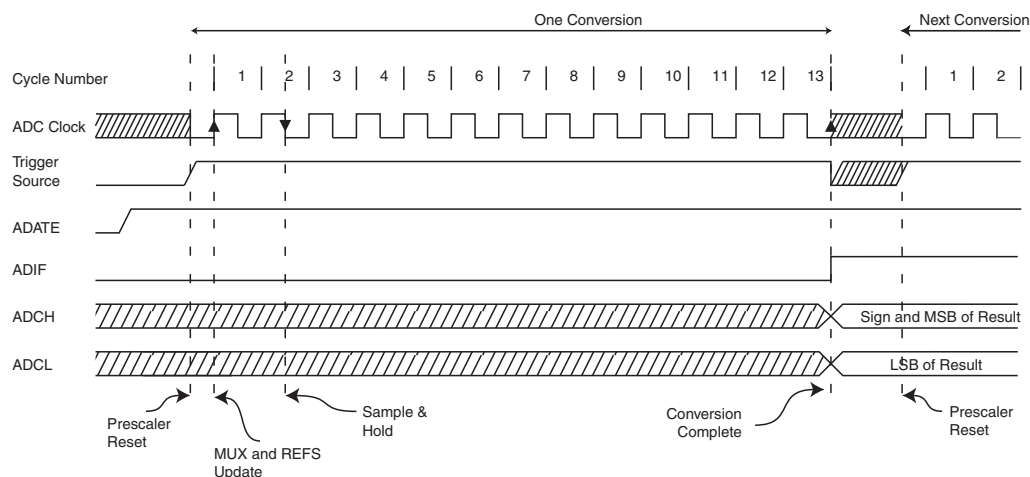 One Conversion
Next Conversion
Cycle Number
1 2 3 4 5 6 7 8 9 10 11 12 13 1 2
ADC Clock
Trigger
Source
ADATE
ADIF
ADCH
Sign and MSB of Result
ADCL
LSB of Result
Prescaler
Reset
MUX and REFS
Update
Sample &
Hold
Conversion
Complete
Prescaler
Reset